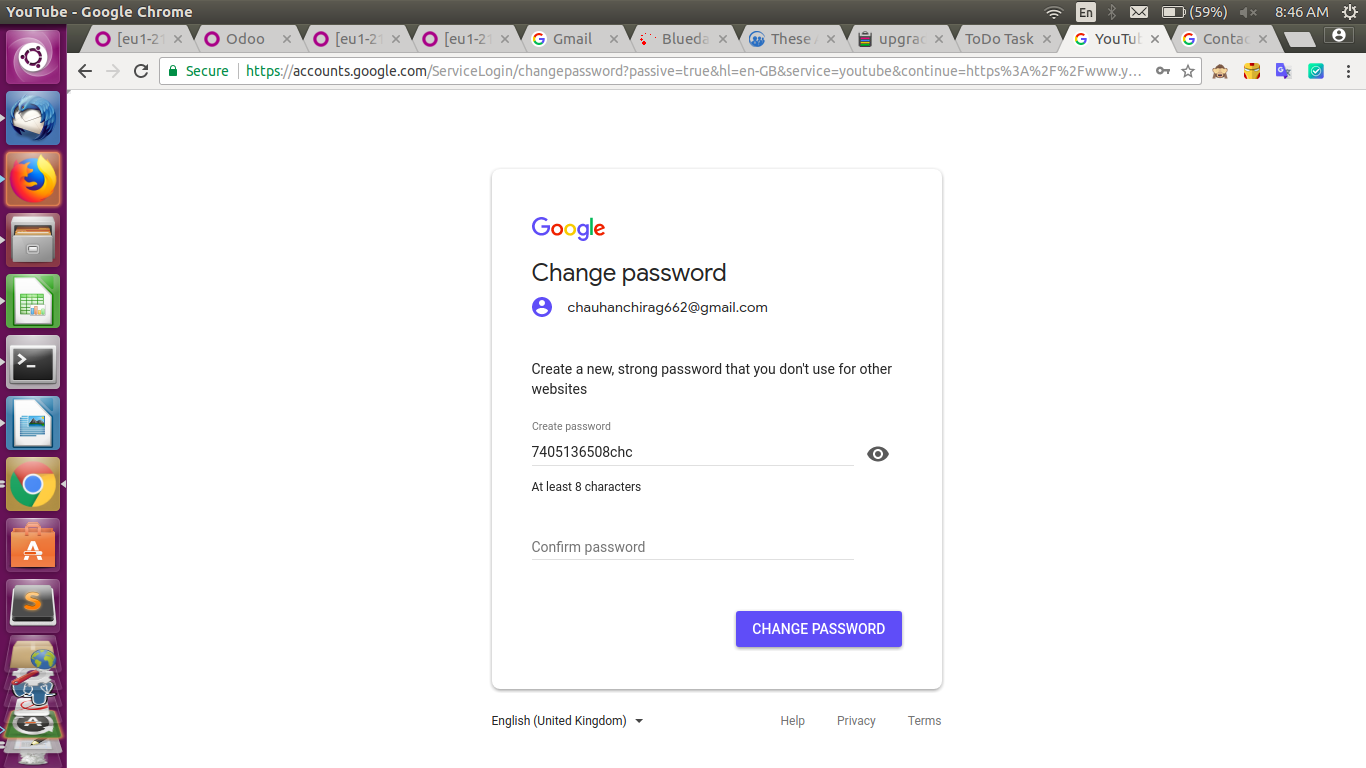 YouTube - Google Chrome
En
(59%)
8:46 AM
[eu1-21
Odoo
[eu1-21
[eu1-21
Gmail
Blueda
These A
upgrac
ToDo Task
YouTub
Contac
Secure
https://accounts.google.com/ServiceLogin/changepassword?passive=true&hl=en-GB&service=youtube&continue=https%3A%2F%2Fwww.y...
Google
Change password
chauhanchirag662@gmail.com
Create a new, strong password that you don't use for other
websites
Create password
7405136508chc
At least 8 characters
Confirm password
CHANGE PASSWORD
English (United Kingdom)
Help
Privacy
Terms